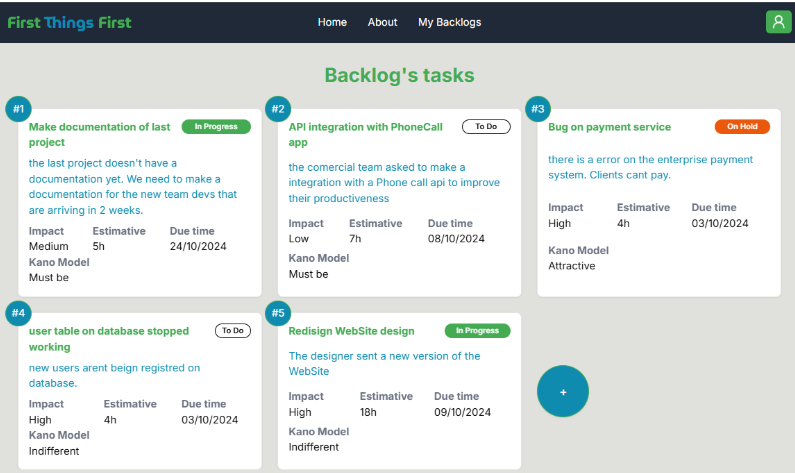 First Things First
Home About My Backlogs
Backlog's tasks
#1
Make documentation of last
project
In Progress
the last project doesn't have a
documentation yet. We need to make a
documentation for the new team devs that
are arriving in 2 weeks.
Impact Estimative Due time
Medium 5h 24/10/2024
Kano Model
Must be
#2
API integration with PhoneCall
app
To Do
the comercial team asked to make a
integration with a Phone call api to improve
their productiveness
Impact Estimative Due time
Low 7h 08/10/2024
Kano Model
Must be
#3
Bug on payment service
On Hold
there is a error on the enterprise payment
system. Clients cant pay.
Impact Estimative Due time
High 4h 03/10/2024
Kano Model
Attractive
#4
user table on database stopped
working
To Do
new users arent beign registred on
database.
Impact Estimative Due time
High 4h 03/10/2024
Kano Model
Indifferent
#5
Redisign WebSite design
In Progress
The designer sent a new version of the
WebSite
Impact Estimative Due time
High 18h 09/10/2024
Kano Model
Indifferent
+